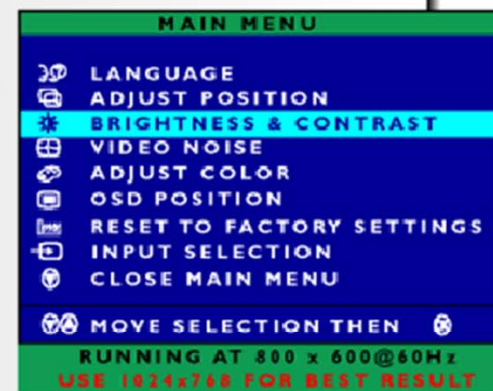 MAIN MENU
LANGUAGE
ADJUST POSITION
BRIGHTNESS & CONTRAST
VIDEO NOISE
ADJUST COLOR
OSD POSITION
RESET TO FACTORY SETTINGS
INPUT SELECTION
CLOSE MAIN MENU
MOVE SELECTION THEN
RUNNING AT 800 x 600@60Hz
USE 1024x768 FOR BEST RESULT